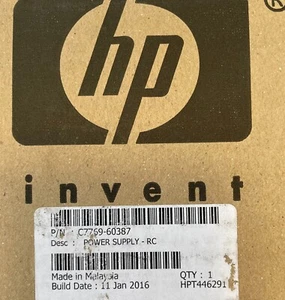 ®
hp
invent
P/N : C7769-60387
Desc : POWER SUPPLY - RC
Made in Malaysia
QTY : 1
Build Date : 11 Jan 2016
HPT446291